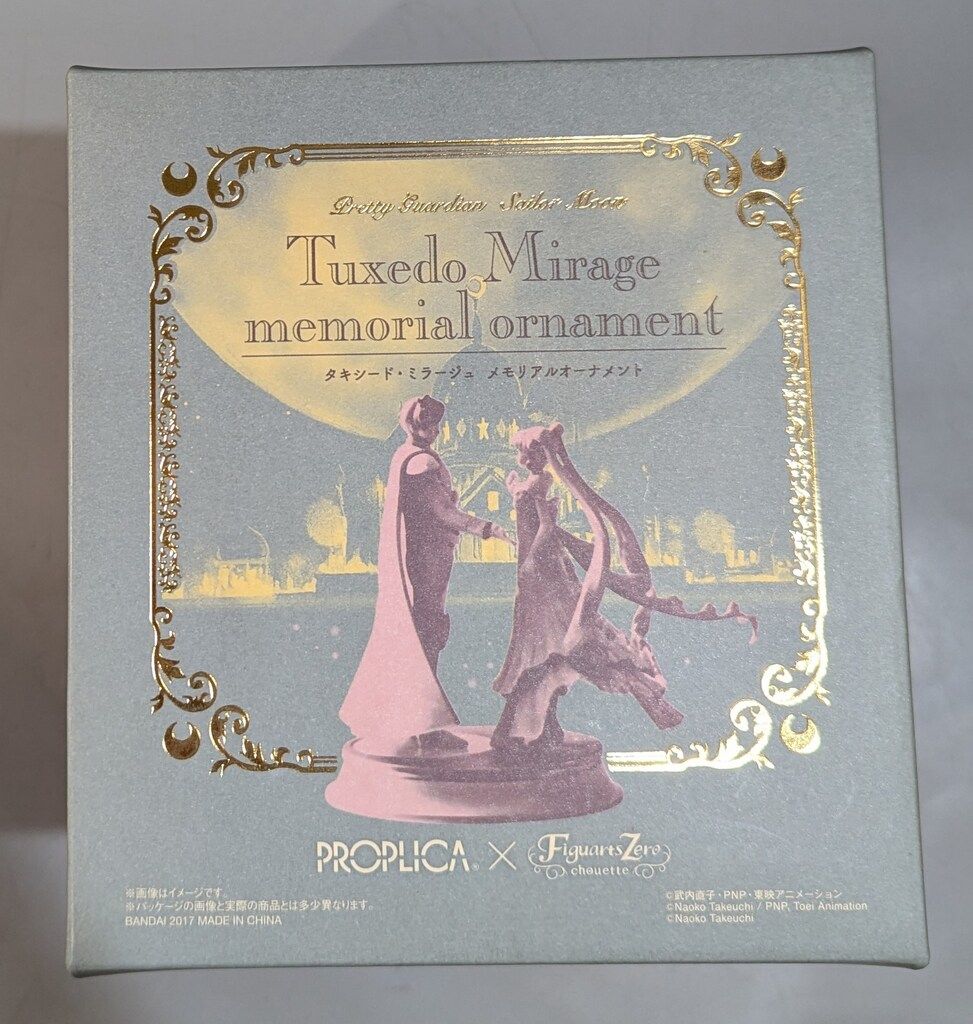 Pretty Guardian Sailor Moon
Tuxedo Mirage
memorial ornament
タキシード・ミラージュ メモリアルオーナメント
PROPLICA® × FiguartsZero
chouette
※画像はイメージです。
※パッケージの画像と実際の商品とは多少異なります。
BANDAI 2017 MADE IN CHINA
©武内直子・PNP・東映アニメーション
©Naoko Takeuchi / PNP, Toei Animation
©Naoko Takeuchi